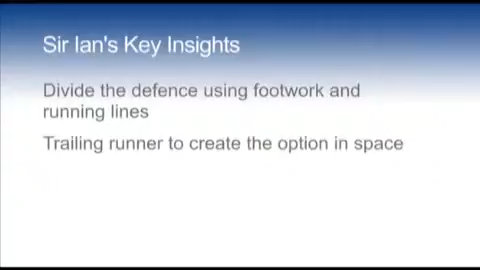 Sir Ian's Key Insights
Divide the defence using footwork and
running lines
Trailing runner to create the option in space